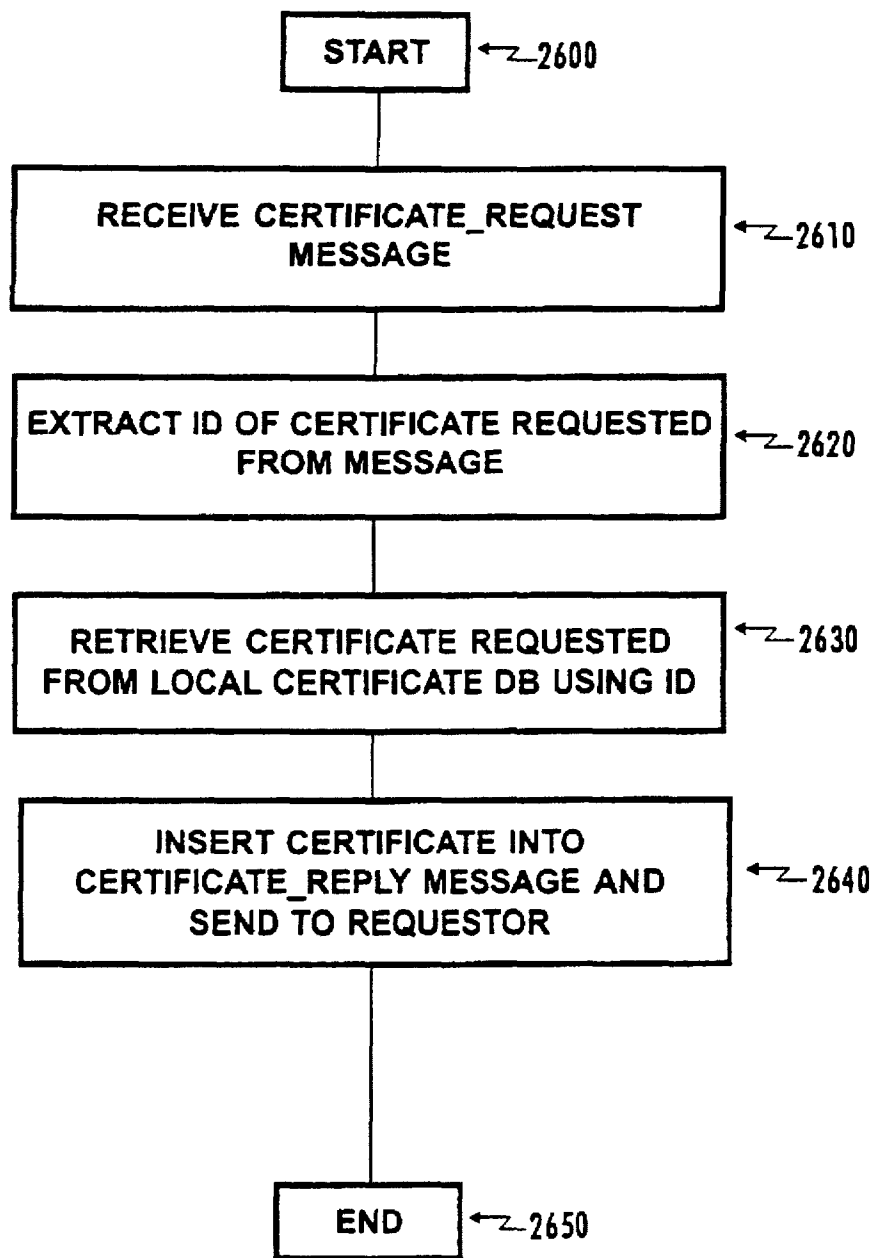 START
2600
RECEIVE CERTIFICATE_REQUEST
MESSAGE
2610
EXTRACT ID OF CERTIFICATE REQUESTED
FROM MESSAGE
2620
RETRIEVE CERTIFICATE REQUESTED
FROM LOCAL CERTIFICATE DB USING ID
2630
INSERT CERTIFICATE INTO
CERTIFICATE_REPLY MESSAGE AND
SEND TO REQUESTOR
2640
END
2650